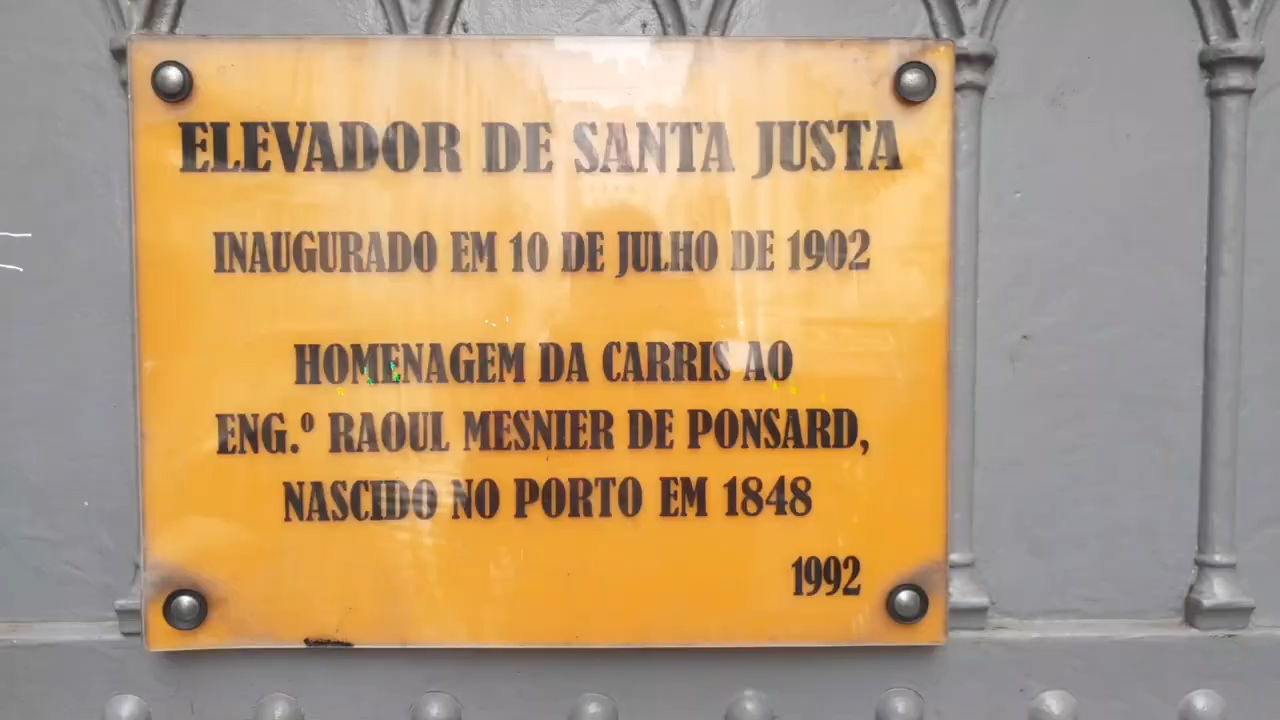 ELEVADOR DE SANTA JUSTA
INAUGURADO EM 10 DE JULHO DE 1902
HOMENAGEM DA CARRIS AO
ENG.º RAOUL MESNIER DE PONSARD,
NASCIDO NO PORTO EM 1848
1992